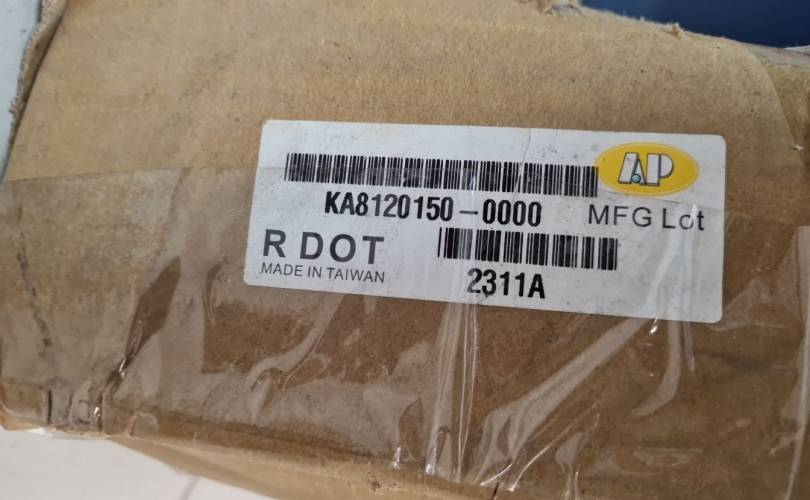 AP
KA8120150-0000
MFG Lot
R DOT
MADE IN TAIWAN
2311A